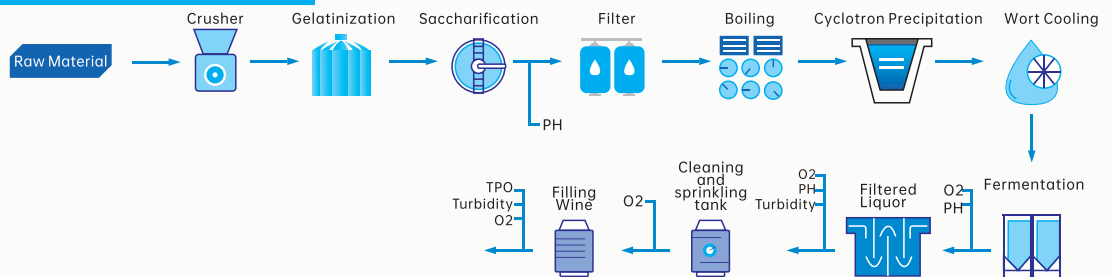 Crusher
Gelatinization
Saccharification
Filter
Boiling
Cyclotron Precipitation
Wort Cooling
Raw Material
PH
Fermentation
O2
PH
Filtered
Liquor
O2
PH
Turbidity
Cleaning
and
sprinkling
tank
O2
Filling
Wine
TPO
Turbidity
O2